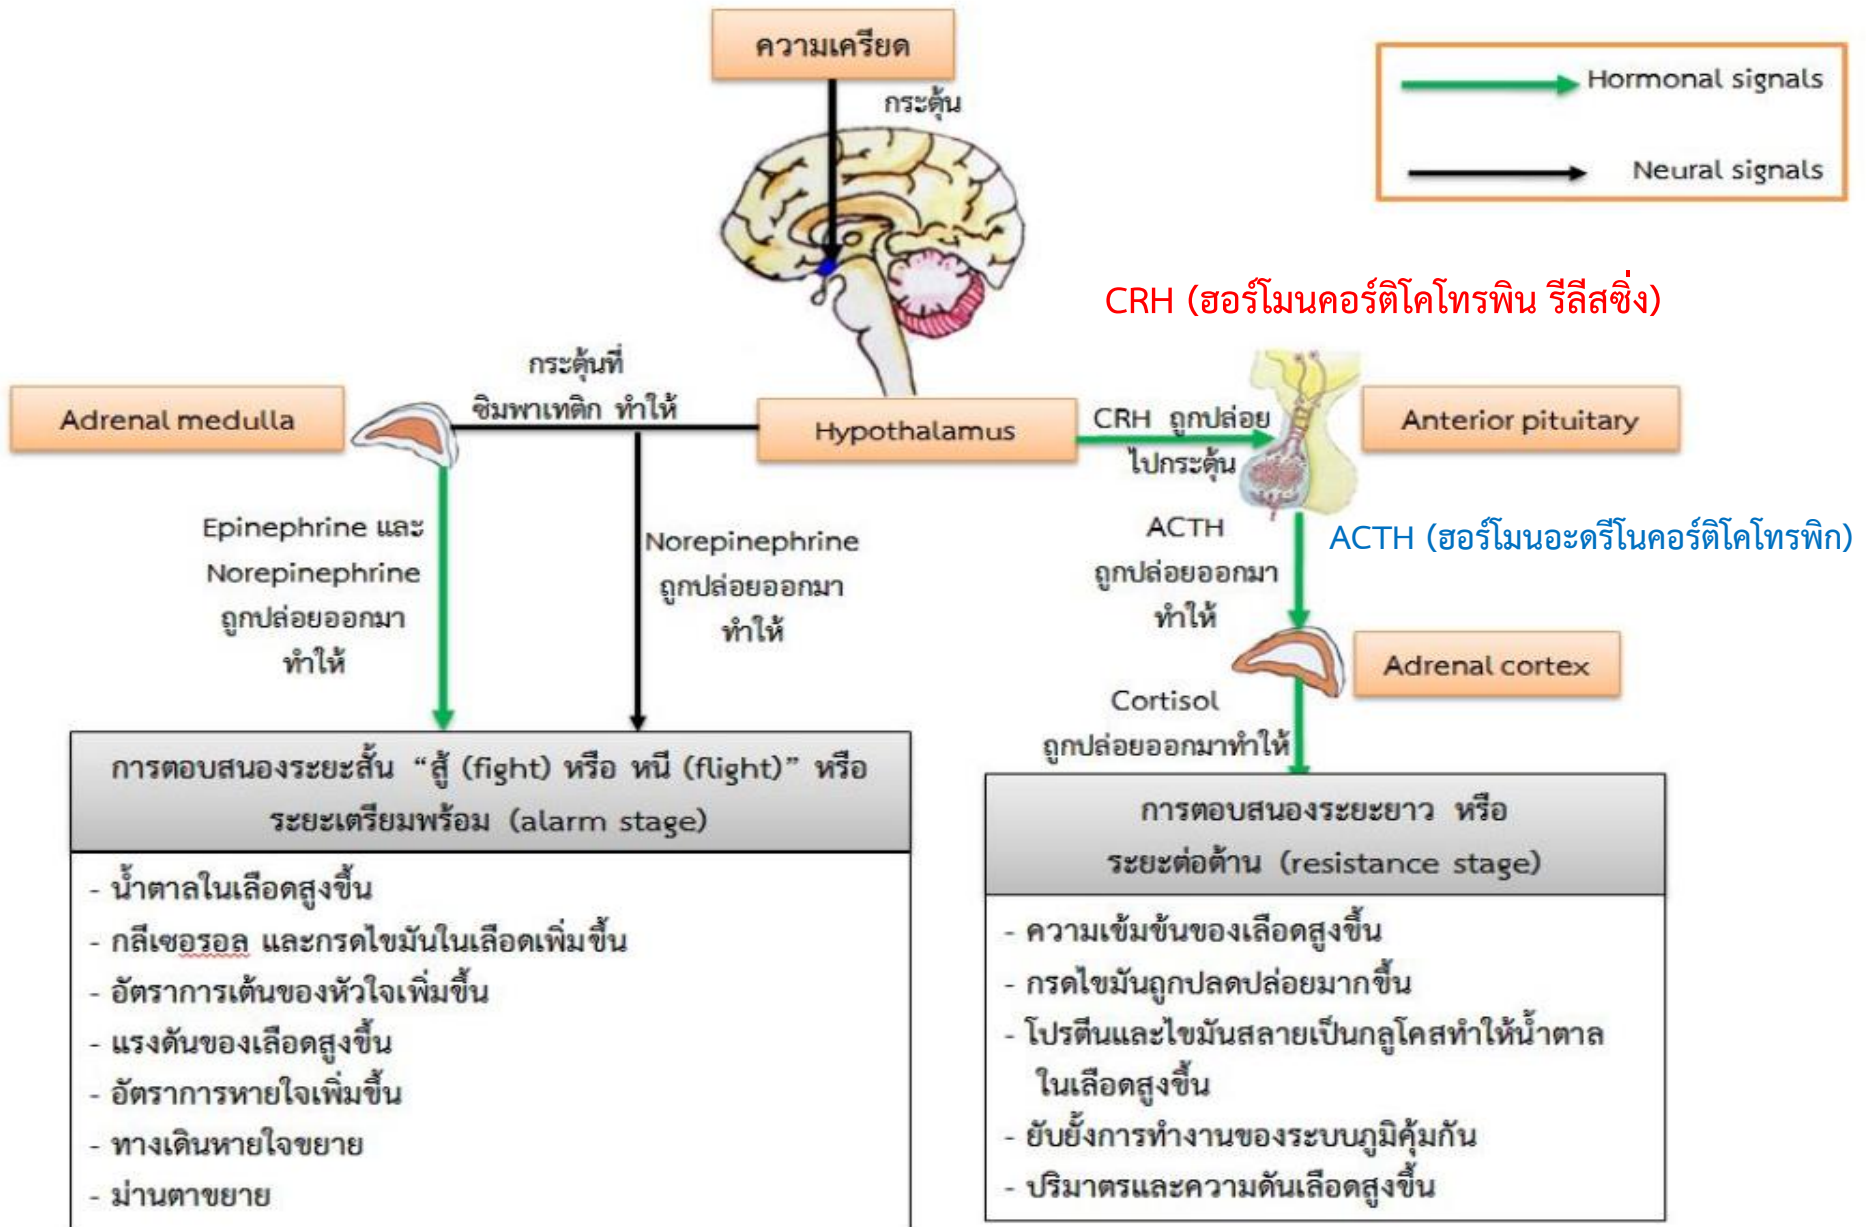 ความเครียด
กระตุ้น
Hormonal signals
Neural signals
CRH (ฮอร์โมนคอร์ติโคโทรพิน รีลีสซิ่ง)
กระตุ้นที่
ซิมพาเทติก ทำให้
Adrenal medulla
Hypothalamus
CRH ถูกปล่อย
ไปกระตุ้น
Anterior pituitary
Epinephrine และ
Norepinephrine
ถูกปล่อยออกมา
ทำให้
Norepinephrine
ถูกปล่อยออกมา
ทำให้
ACTH
ถูกปล่อยออกมา
ทำให้
ACTH (ฮอร์โมนอะดรีโนคอร์ติโคโทรพิก)
Adrenal cortex
Cortisol
ถูกปล่อยออกมาทำให้
การตอบสนองระยะสั้น “สู้ (fight) หรือ หนี (flight)” หรือ
ระยะเตรียมพร้อม (alarm stage)
- น้ำตาลในเลือดสูงขึ้น
- กลีเซอรอล และกรดไขมันในเลือดเพิ่มขึ้น
- อัตราการเต้นของหัวใจเพิ่มขึ้น
- แรงดันของเลือดสูงขึ้น
- อัตราการหายใจเพิ่มขึ้น
- ทางเดินหายใจขยาย
- ม่านตาขยาย
การตอบสนองระยะยาว หรือ
ระยะต่อต้าน (resistance stage)
- ความเข้มข้นของเลือดสูงขึ้น
- กรดไขมันถูกปลดปล่อยมากขึ้น
- โปรตีนและไขมันสลายเป็นกลูโคสทำให้น้ำตาล
ในเลือดสูงขึ้น
- ยับยั้งการทำงานของระบบภูมิคุ้มกัน
- ปริมาตรและความดันเลือดสูงขึ้น